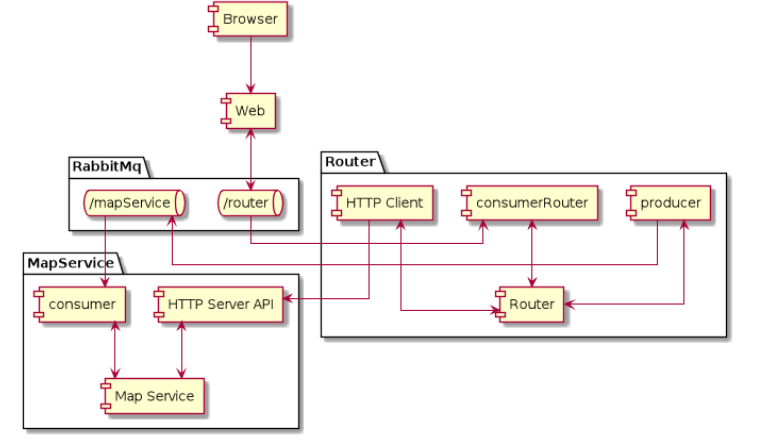 Browser
Web
RabbitMq
/mapService
/router
Router
HTTP Client
consumerRouter
producer
Router
MapService
consumer
HTTP Server API
Map Service